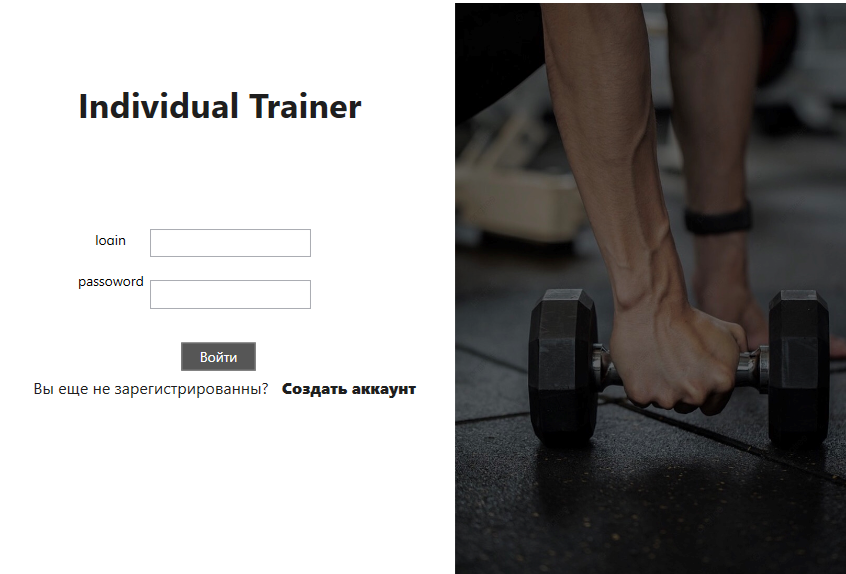 Individual Trainer
login
passoword
Войти
Вы еще не зарегистрированны? Создать аккаунт